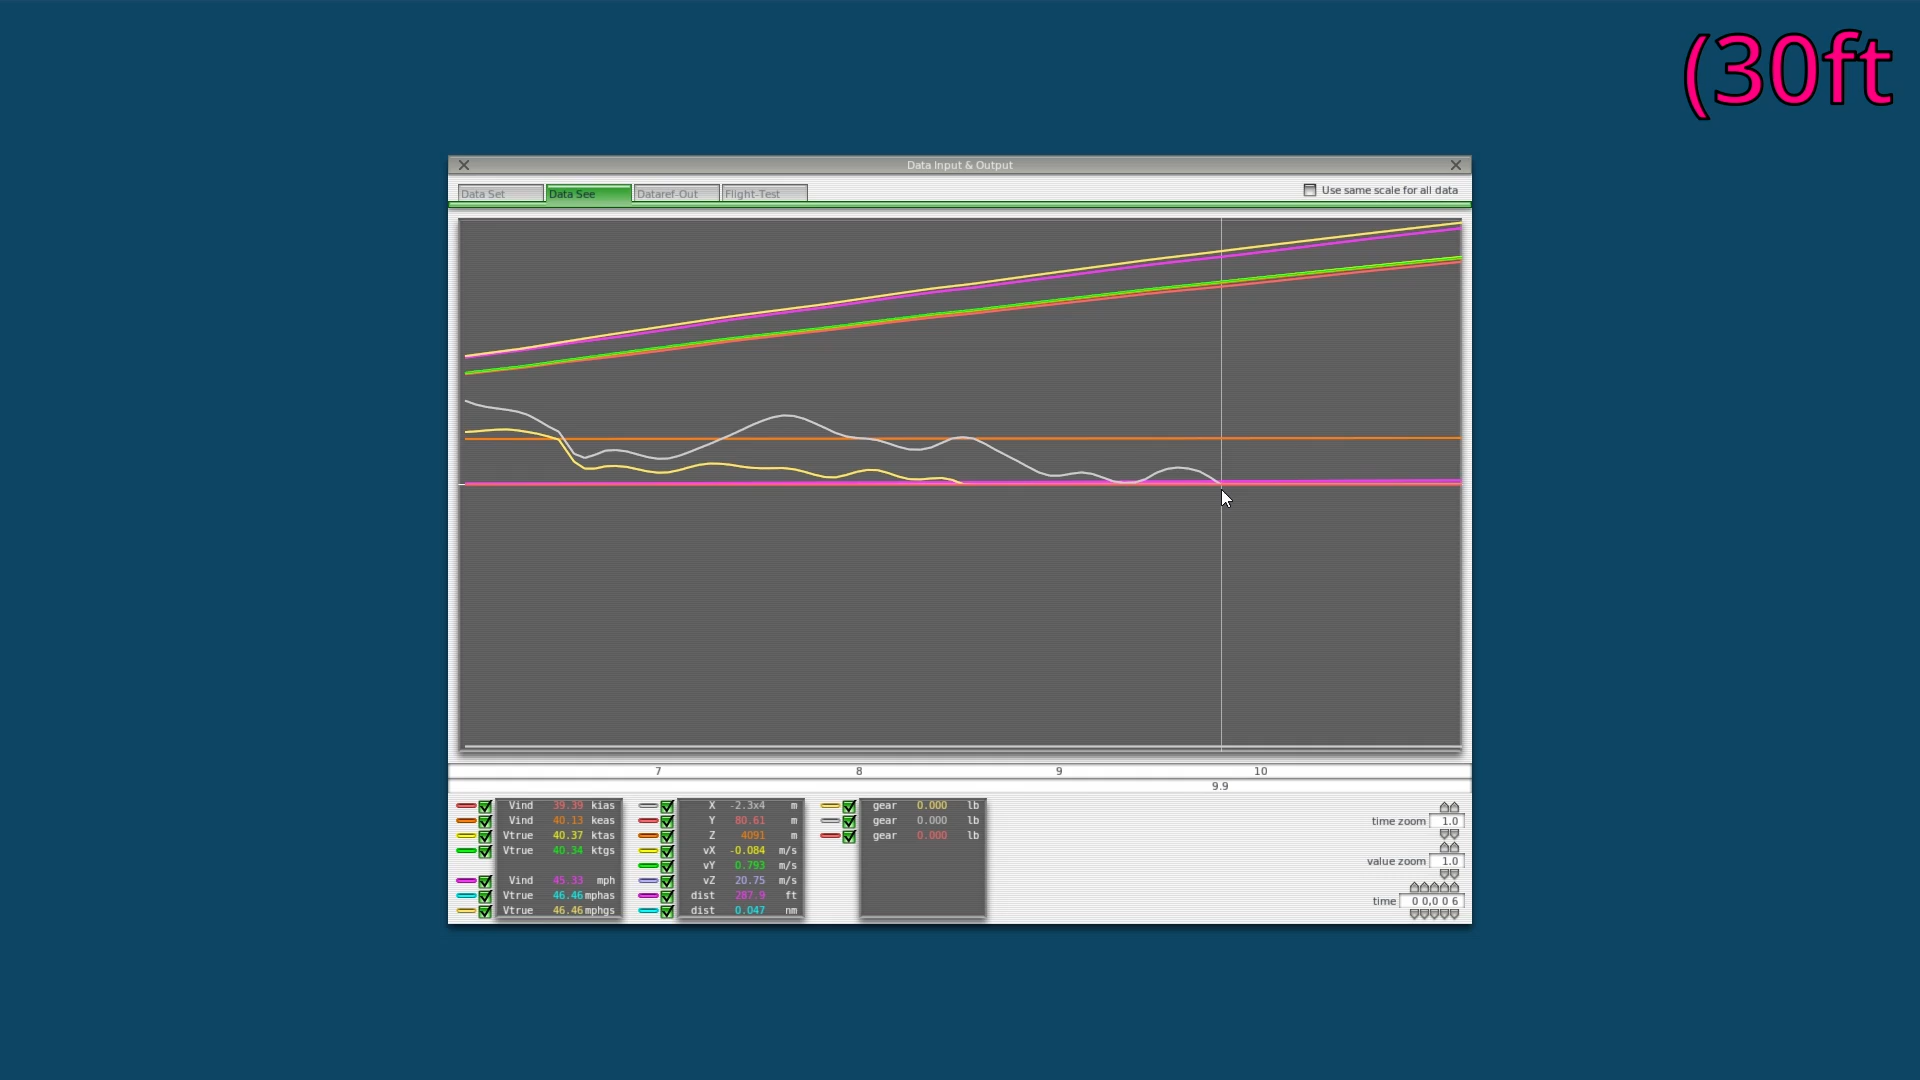 (30ft
Data Input & Output
Data Set Data See Dataref-Out Flight-Test Use same scale for all data
7 8 9 10
9.9
Vind 39.39 kias X -2.3x4 m gear 0.000 lb
Vind 40.13 keas Y 80.61 m gear 0.000 lb
Vtrue 40.37 ktas Z 4091 m gear 0.000 lb
Vtrue 40.34 ktgs vX -0.084 m/s
vY 0.793 m/s
Vind 45.33 mph vZ 20.75 m/s
Vtrue 46.46 mphas dist 287.9 ft
Vtrue 46.46 mphgs dist 0.047 nm
time zoom 1.0
value zoom 1.0
time 0 0,0 0 6